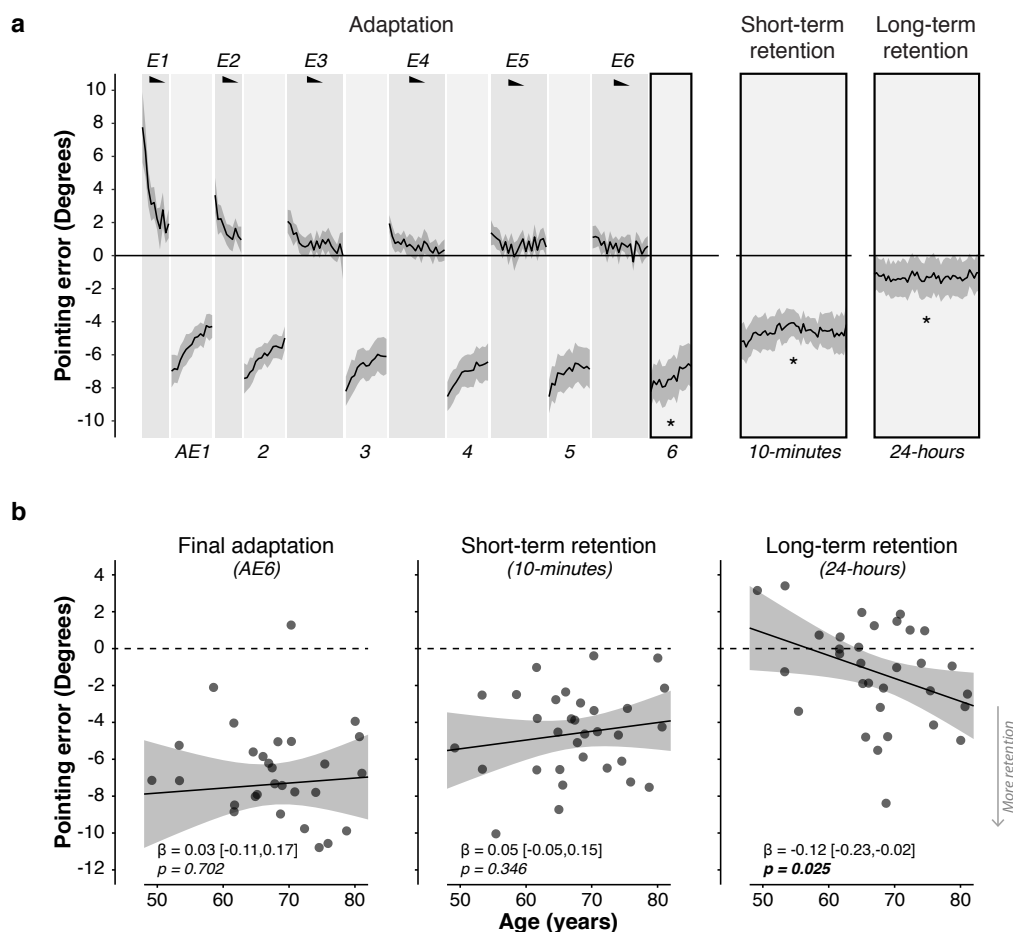 a
Adaptation
Short-term
retention
Long-term
retention
E1 E2 E3 E4 E5 E6
Pointing error (Degrees)
10
8
6
4
2
0
-2
-4
-6
-8
-10
*
*
*
AE1 2 3 4 5 6 10-minutes 24-hours
b
Final adaptation
(AE6)
Short-term retention
(10-minutes)
Long-term retention
(24-hours)
Pointing error (Degrees)
4
2
0
-2
-4
-6
-8
-10
-12
β = 0.03 [-0.11,0.17]
p = 0.702
β = 0.05 [-0.05,0.15]
p = 0.346
β = -0.12 [-0.23,-0.02]
p = 0.025
More retention
50 60 70 80 50 60 70 80 50 60 70 80
Age (years)